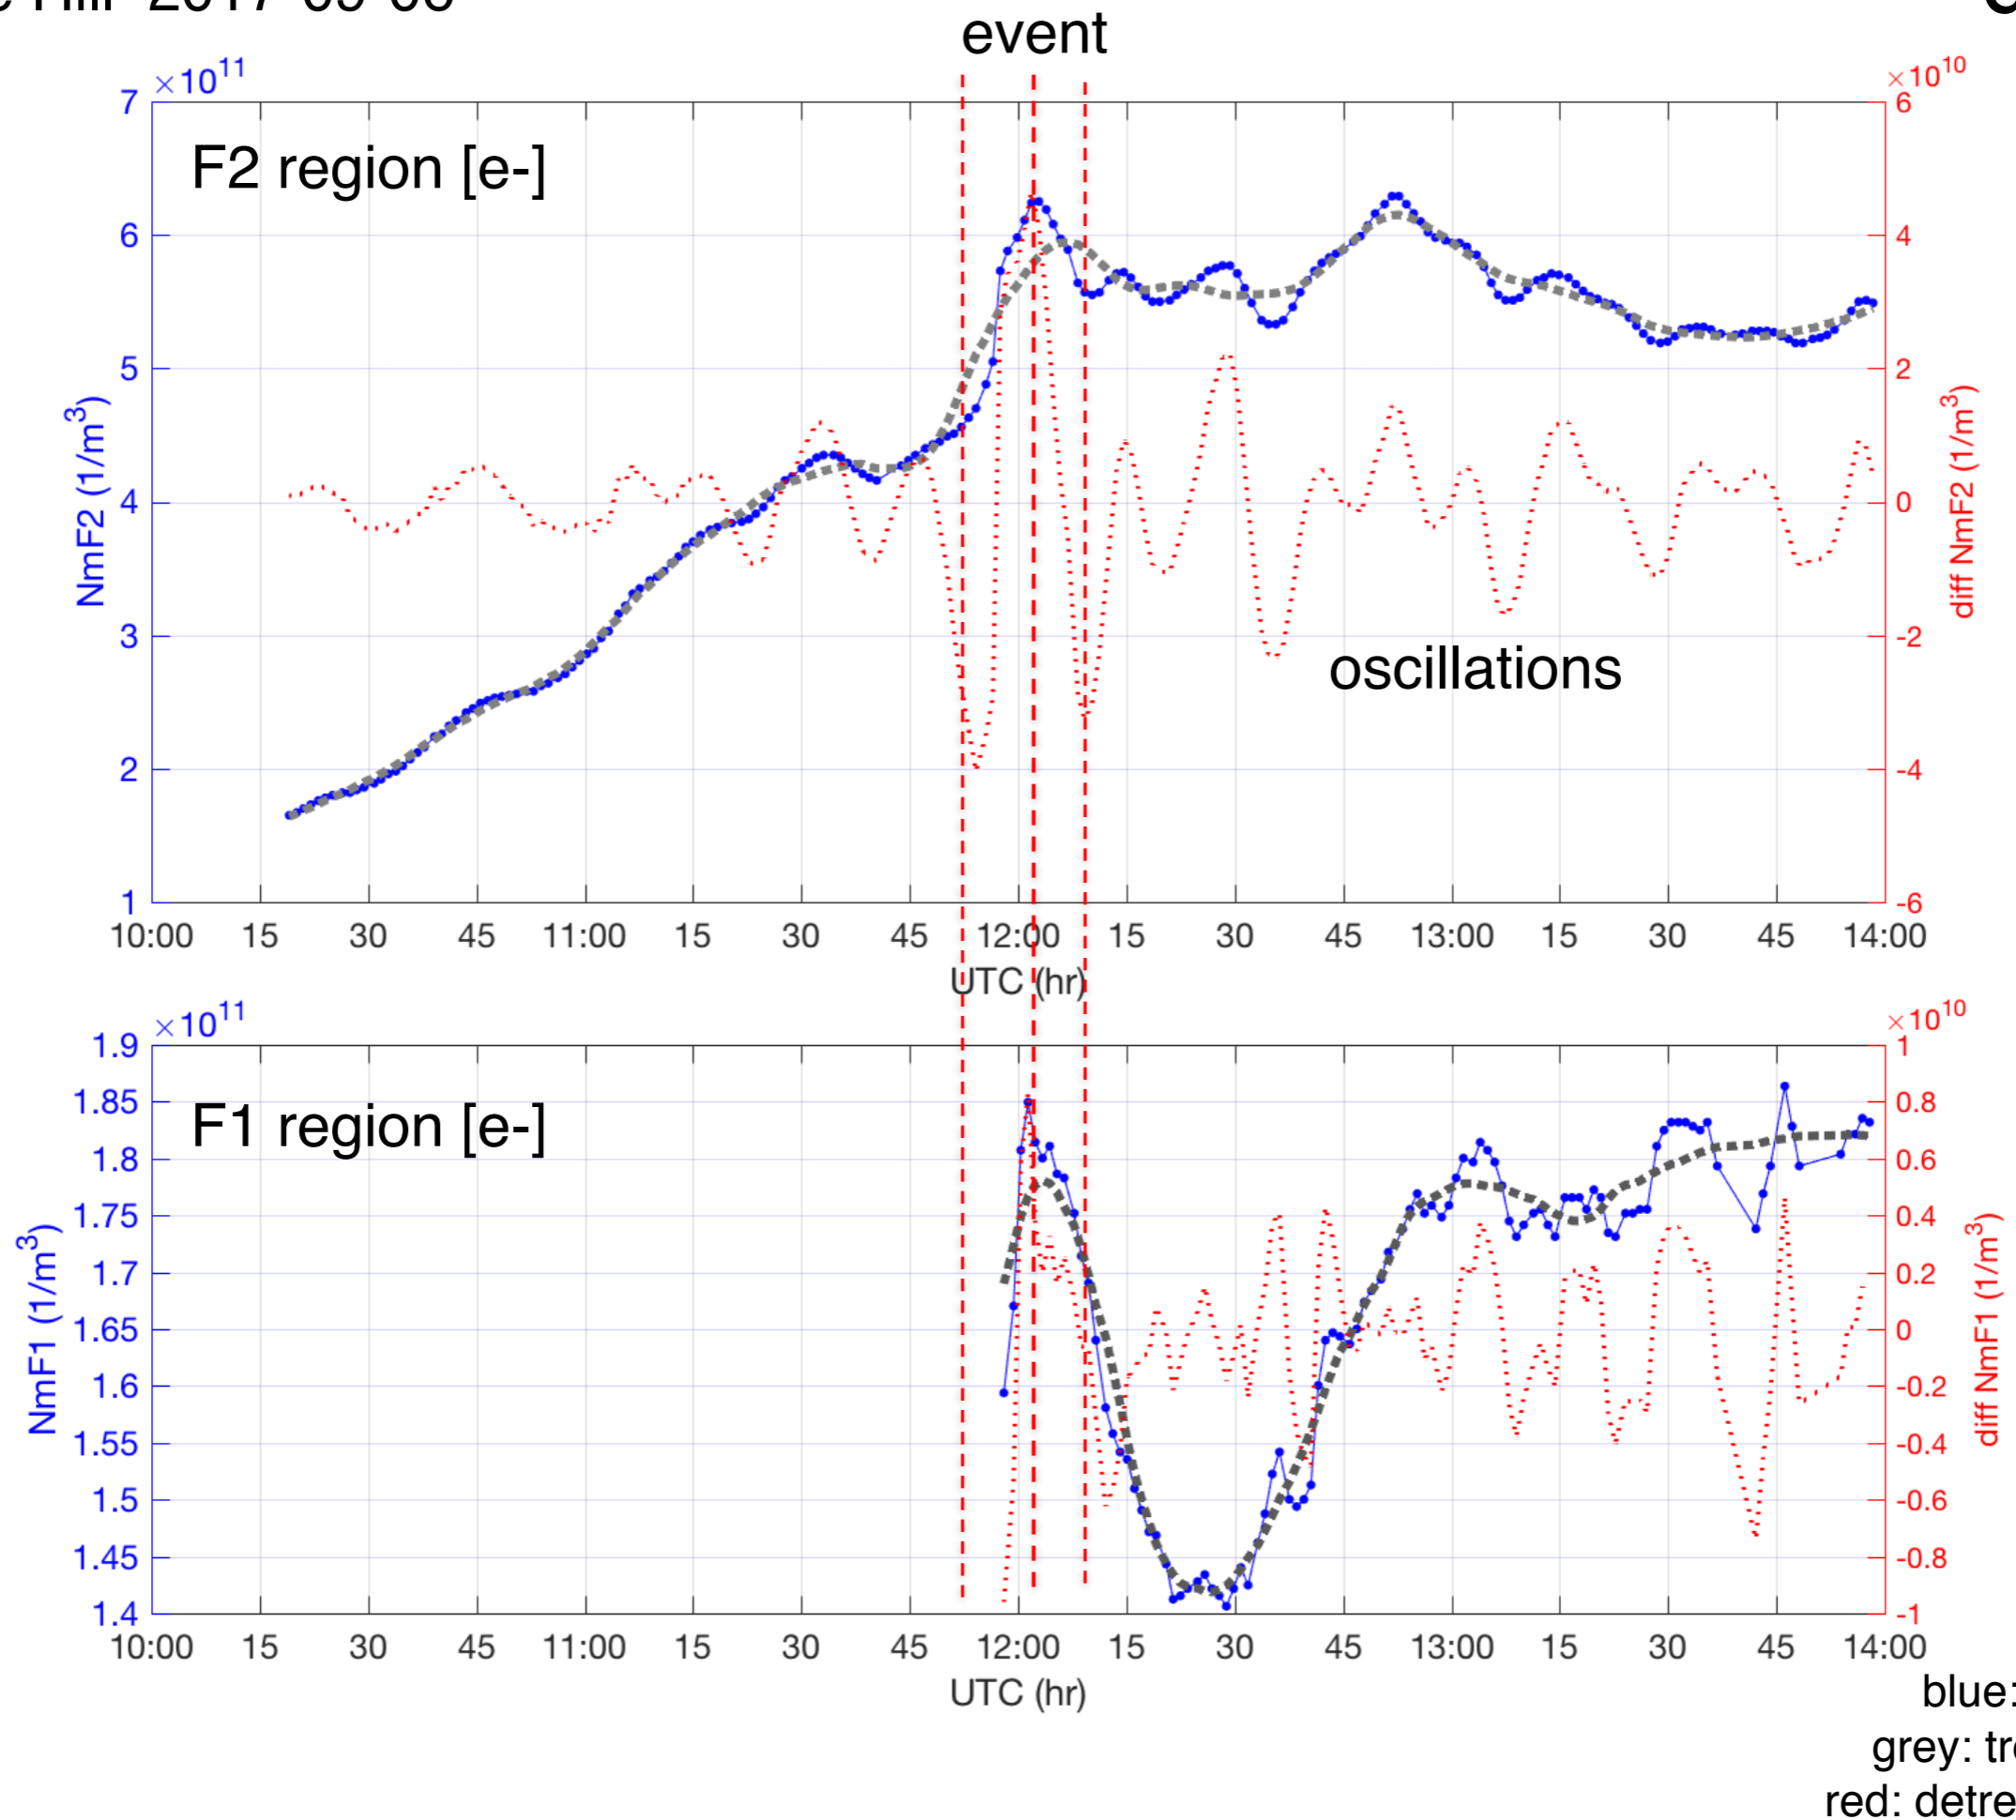 event
×10^11
×10^10
7
6
5
4
3
2
1
F2 region [e-]
oscillations
NmF2 (1/m^3)
6
4
2
0
-2
-4
-6
diff NmF2 (1/m^3)
10:00 15 30 45 11:00 15 30 45 12:00 15 30 45 13:00 15 30 45 14:00
UTC (hr)
×10^11
×10^10
1.9
1.85
1.8
1.75
1.7
1.65
1.6
1.55
1.5
1.45
1.4
F1 region [e-]
NmF1 (1/m^3)
1
0.8
0.6
0.4
0.2
0
-0.2
-0.4
-0.6
-0.8
-1
diff NmF1 (1/m^3)
10:00 15 30 45 11:00 15 30 45 12:00 15 30 45 13:00 15 30 45 14:00
UTC (hr)
blue:
grey:
red: